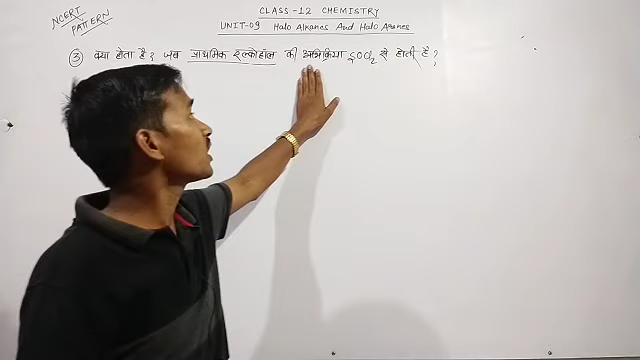 NCERT
PATTERN
CLASS-12 CHEMISTRY
UNIT-09 Halo Alkanes And Halo Arenes
③ क्या होता है? जब प्राथमिक एल्कोहॉल की अभिक्रिया SOCl₂ से होती है?